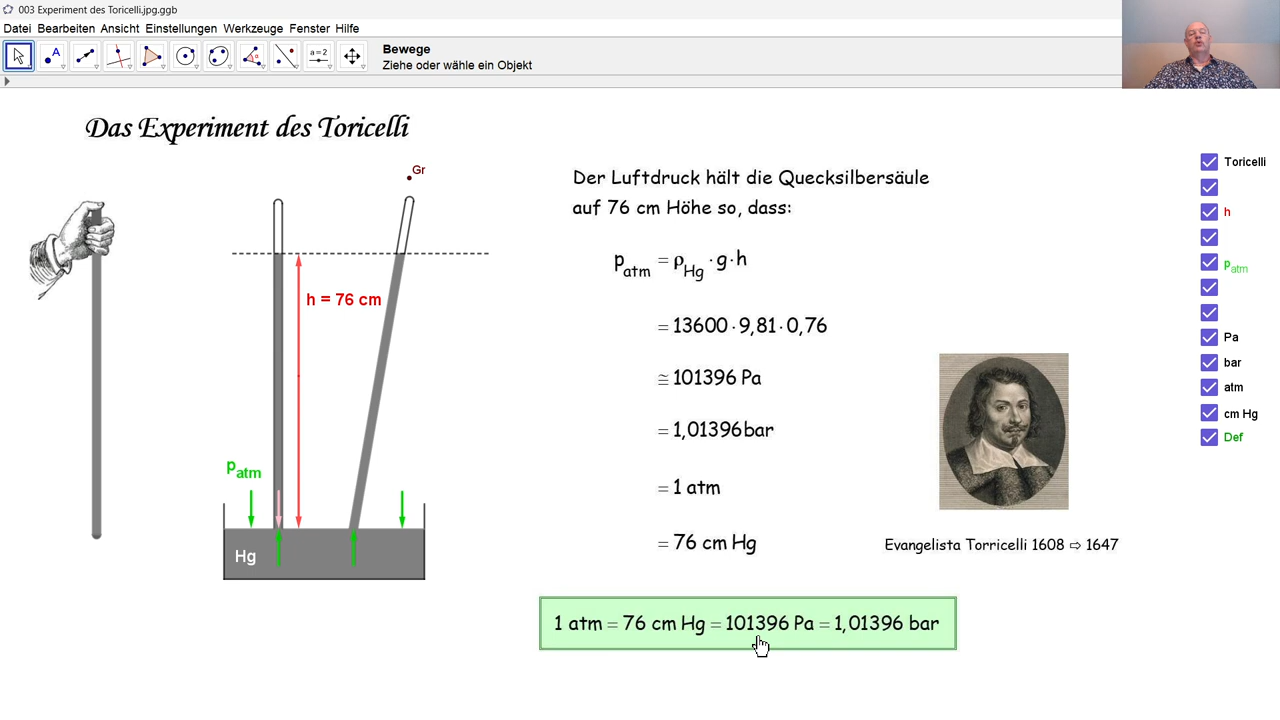 003 Experiment des Toricelli.jpg.ggb
Datei Bearbeiten Ansicht Einstellungen Werkzeuge Fenster Hilfe
A
a=2
Bewege
Ziehe oder wähle ein Objekt
Das Experiment des Toricelli
Gr
h = 76 cm
p_atm
Hg
Der Luftdruck hält die Quecksilbersäule
auf 76 cm Höhe so, dass:
p_atm = ρ_Hg · g · h
= 13600 · 9,81 · 0,76
≅ 101396 Pa
= 1,01396 bar
= 1 atm
= 76 cm Hg
Evangelista Torricelli 1608 ⇨ 1647
1 atm = 76 cm Hg = 101396 Pa = 1,01396 bar
Toricelli
h
p_atm
Pa
bar
atm
cm Hg
Def